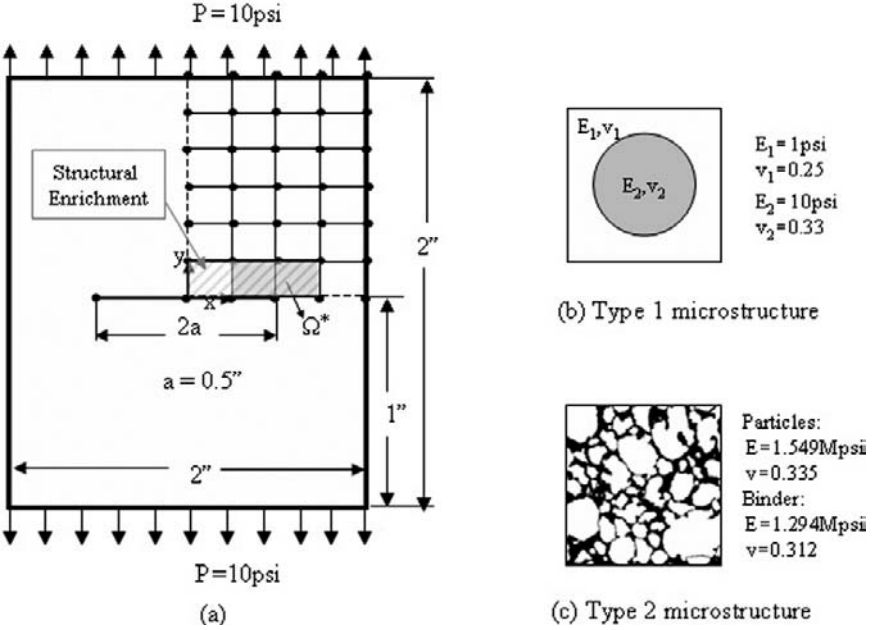 P = 10psi
Structural
Enrichment
y
x
2a
Ω*
a = 0.5”
2”
1”
2”
P=10psi
(a)
E₁,ν₁
E₂,ν₂
E₁ = 1psi
ν₁ = 0.25
E₂ = 10psi
ν₂ = 0.33
(b) Type 1 microstructure
Particles:
E = 1.549Mpsii
ν = 0.335
Binder:
E = 1.294Mpsii
ν = 0.312
(c) Type 2 microstructure